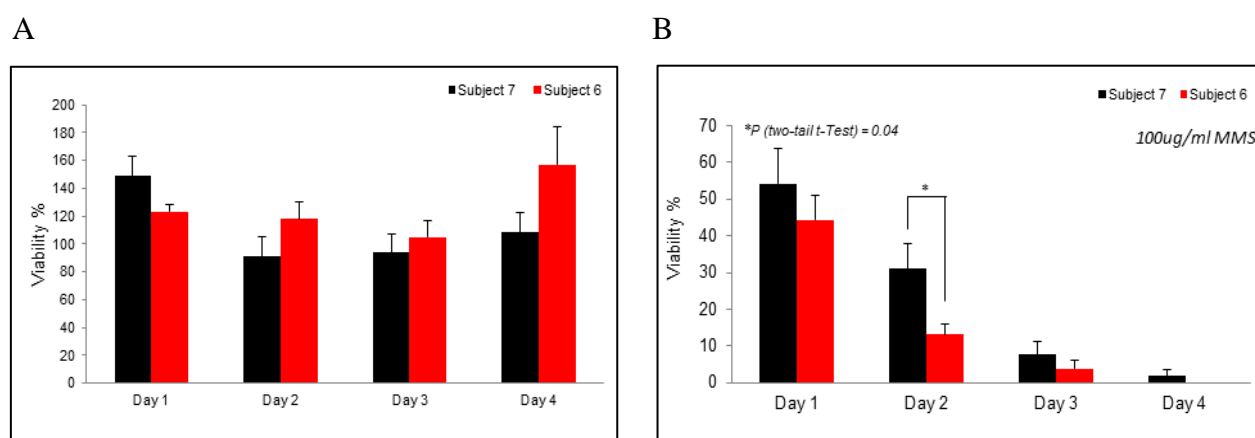 A
B
Subject 7 Subject 6
200
180
160
140
120
100
80
60
40
20
0
Viability %
Day 1 Day 2 Day 3 Day 4
Subject 7 Subject 6
*P (two-tail t-Test) = 0.04
100ug/ml MMS
*
70
60
50
40
30
20
10
0
Viability %
Day 1 Day 2 Day 3 Day 4